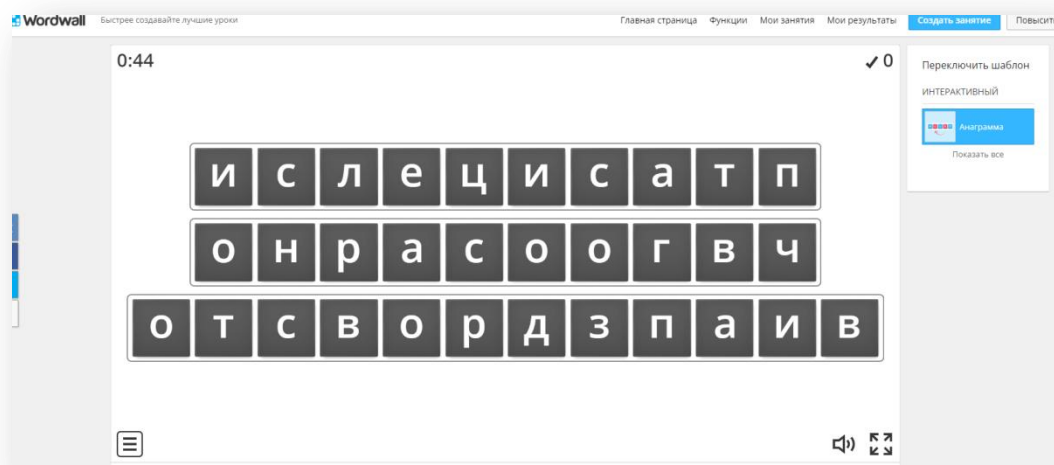 Wordwall Быстрее создавайте лучшие уроки Главная страница Функции Мои занятия Мои результаты Создать занятие Повысить
0:44 ✓ 0
Переключить шаблон
ИНТЕРАКТИВНЫЙ
Анаграмма
Показать все
и с л е ц и с а т п
о н р а с о о г в ч
о т с в о р д з п а и в